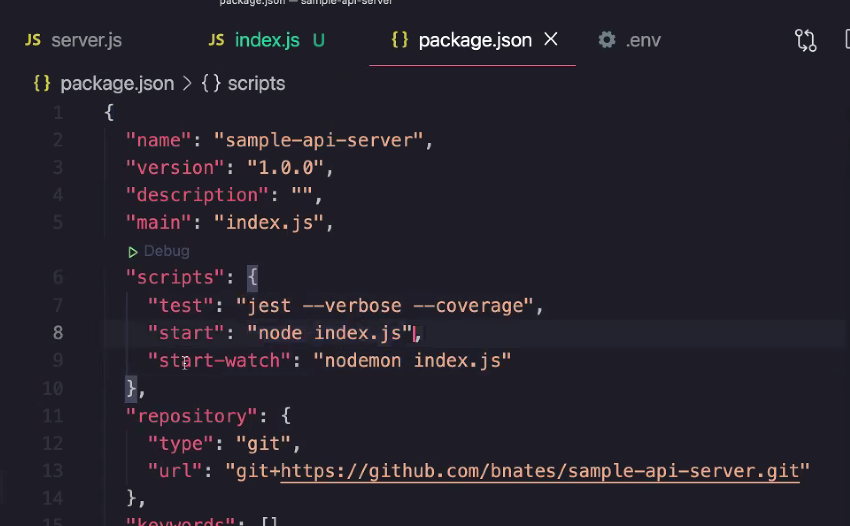 package.json — sample-api-server
JS server.js JS index.js U {} package.json .env
{} package.json > {} scripts
1 {
2 "name": "sample-api-server",
3 "version": "1.0.0",
4 "description": "",
5 "main": "index.js",
Debug
6 "scripts": {
7 "test": "jest --verbose --coverage",
8 "start": "node index.js",
9 "start-watch": "nodemon index.js"
10 },
11 "repository": {
12 "type": "git",
13 "url": "git+https://github.com/bnates/sample-api-server.git"
14 },
15 "keywords": [],